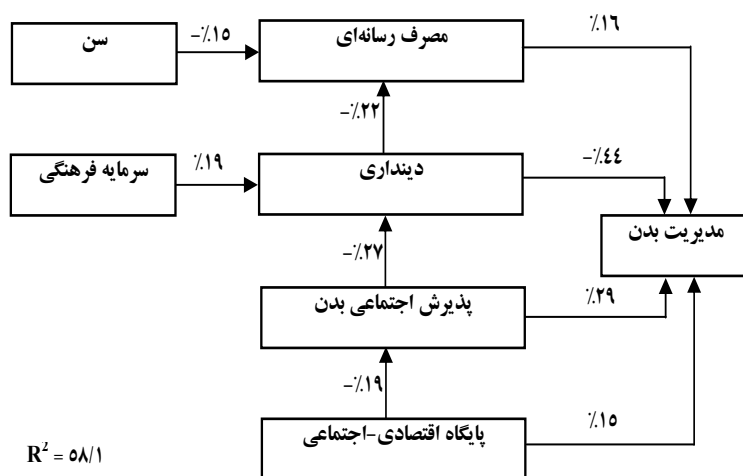 سن
-٪۱۵
مصرف رسانه‌ای
٪۱۶
-٪۲۲
سرمایه فرهنگی
٪۱۹
دینداری
-٪۴۴
مدیریت بدن
-٪۲۷
پذیرش اجتماعی بدن
٪۲۹
-٪۱۹
پایگاه اقتصادی-اجتماعی
٪۱۵
R² = ۵۸/۱